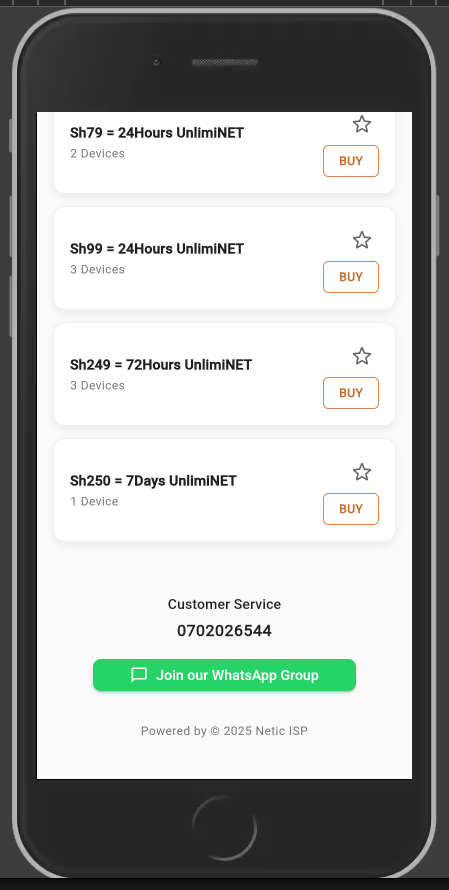 Sh79 = 24Hours UnlimiNET
2 Devices
BUY
Sh99 = 24Hours UnlimiNET
3 Devices
BUY
Sh249 = 72Hours UnlimiNET
3 Devices
BUY
Sh250 = 7Days UnlimiNET
1 Device
BUY
Customer Service
0702026544
Join our WhatsApp Group
Powered by © 2025 Netic ISP